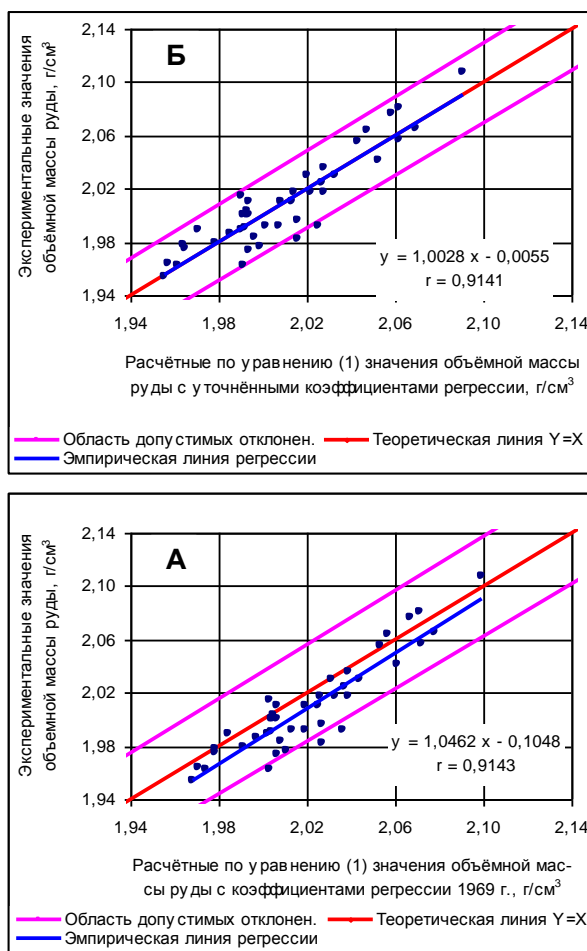 Экспериментальные значения
объёмной массы руды, г/см³
Б
2,14
2,10
2,06
2,02
1,98
1,94
y = 1,0028 x - 0,0055
r = 0,9141
1,94 1,98 2,02 2,06 2,10 2,14
Расчётные по уравнению (1) значения объёмной массы
руды с уточнёнными коэффициентами регрессии, г/см³
Область допустимых отклонен. Теоретическая линия Y=X
Эмпирическая линия регрессии
Экспериментальные значения
объемной массы руды, г/см³
А
2,14
2,10
2,06
2,02
1,98
1,94
y = 1,0462 x - 0,1048
r = 0,9143
1,94 1,98 2,02 2,06 2,10 2,14
Расчётные по уравнению (1) значения объёмной мас-
сы руды с коэффициентами регрессии 1969 г., г/см³
Область допустимых отклонен. Теоретическая линия Y=X
Эмпирическая линия регрессии